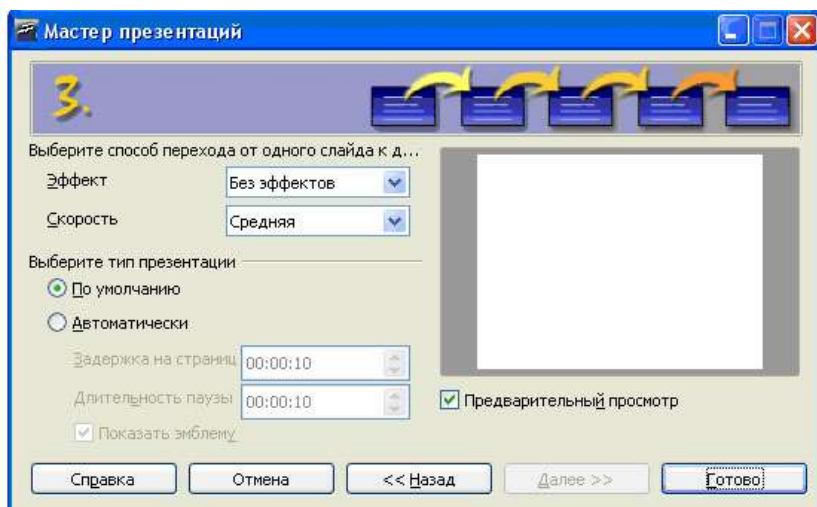 Мастер презентаций
3.
Выберите способ перехода от одного слайда к д...
Эффект
Без эффектов
Скорость
Средняя
Выберите тип презентации
По умолчанию
Автоматически
Задержка на страниц
00:00:10
Длительность паузы
00:00:10
Показать эмблему
Предварительный просмотр
Справка
Отмена
<< Назад
Далее >>
Готово